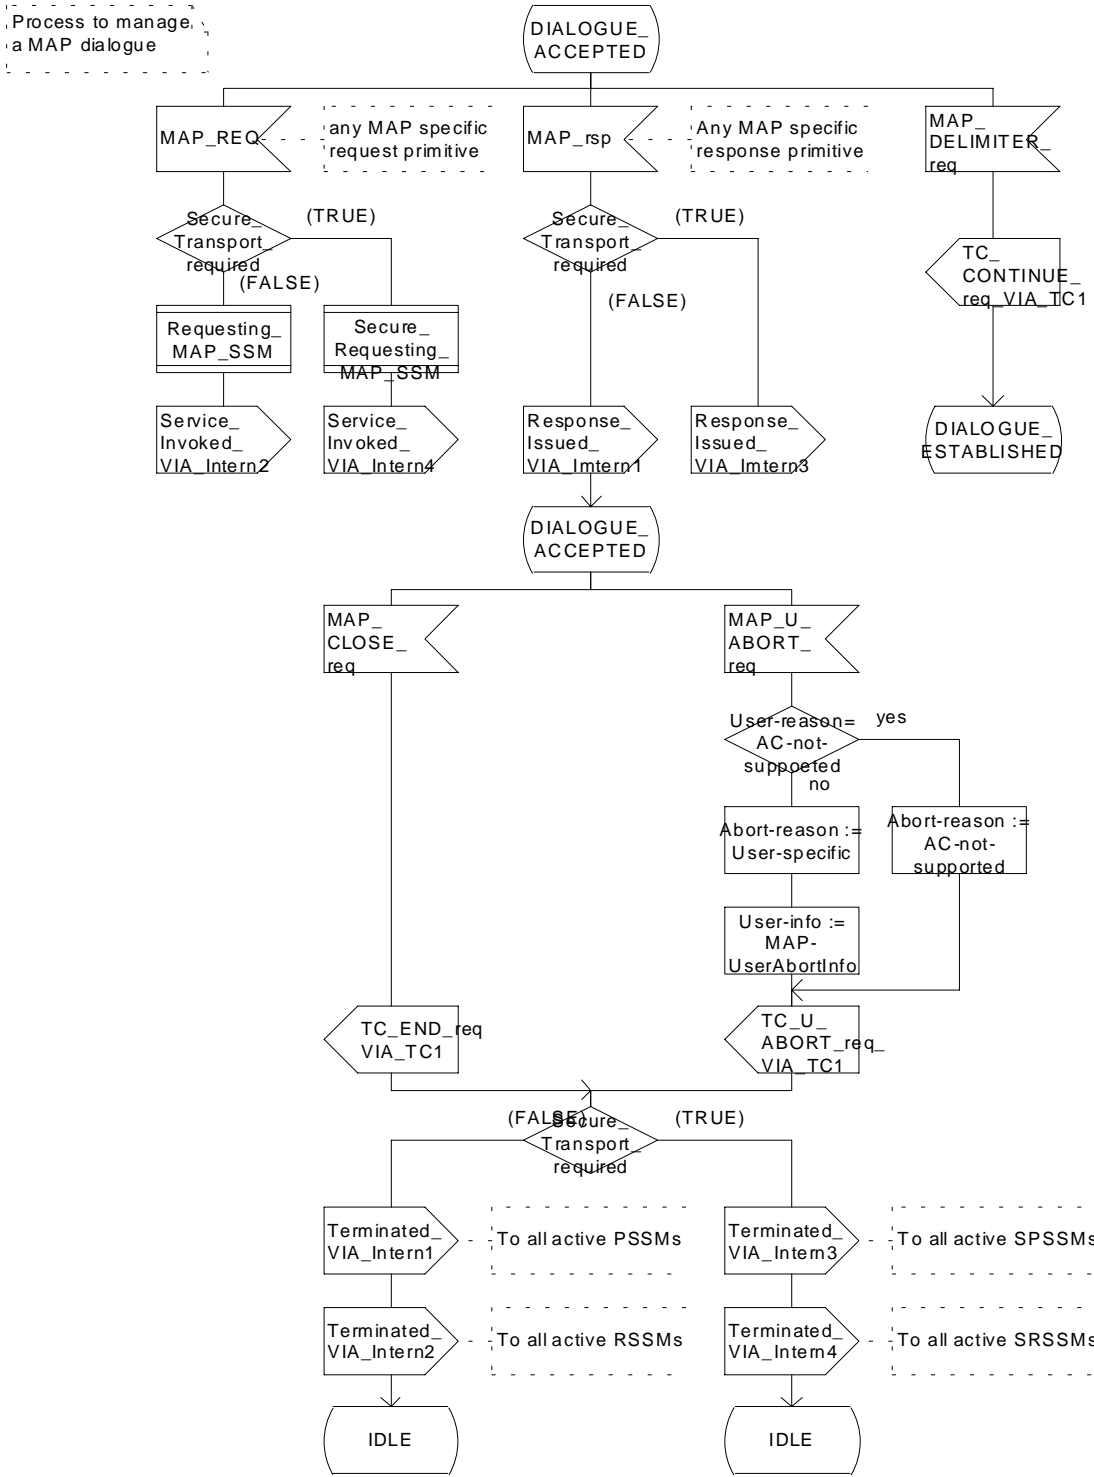 Process to manage
a MAP dialogue
DIALOGUE_
ACCEPTED
MAP_REQ
any MAP specific
request primitive
MAP_rsp
Any MAP specific
response primitive
MAP_
DELIMITER_
req
Secure_
Transport_
required
(TRUE)
(FALSE)
Secure_
Transport_
required
(TRUE)
(FALSE)
TC_
CONTINUE_
req_VIA_TC1
Requesting_
MAP_SSM
Secure_
Requesting_
MAP_SSM
Service_
Invoked_
VIA_Intern2
Service_
Invoked_
VIA_Intern4
Response_
Issued_
VIA_Imtern1
Response_
Issued_
VIA_Imtern3
DIALOGUE_
ESTABLISHED
DIALOGUE_
ACCEPTED
MAP_
CLOSE_
req
MAP_U_
ABORT_
req
User-reason=
AC-not-
suppoeted
yes
no
Abort-reason :=
User-specific
Abort-reason :=
AC-not-
supported
User-info :=
MAP-
UserAbortInfo
TC_END_req
VIA_TC1
TC_U_
ABORT_req_
VIA_TC1
(FALSE)
Secure_
Transport_
required
(TRUE)
Terminated_
VIA_Intern1
To all active PSSMs
Terminated_
VIA_Intern3
To all active SPSSMs
Terminated_
VIA_Intern2
To all active RSSMs
Terminated_
VIA_Intern4
To all active SRSSMs
IDLE
IDLE